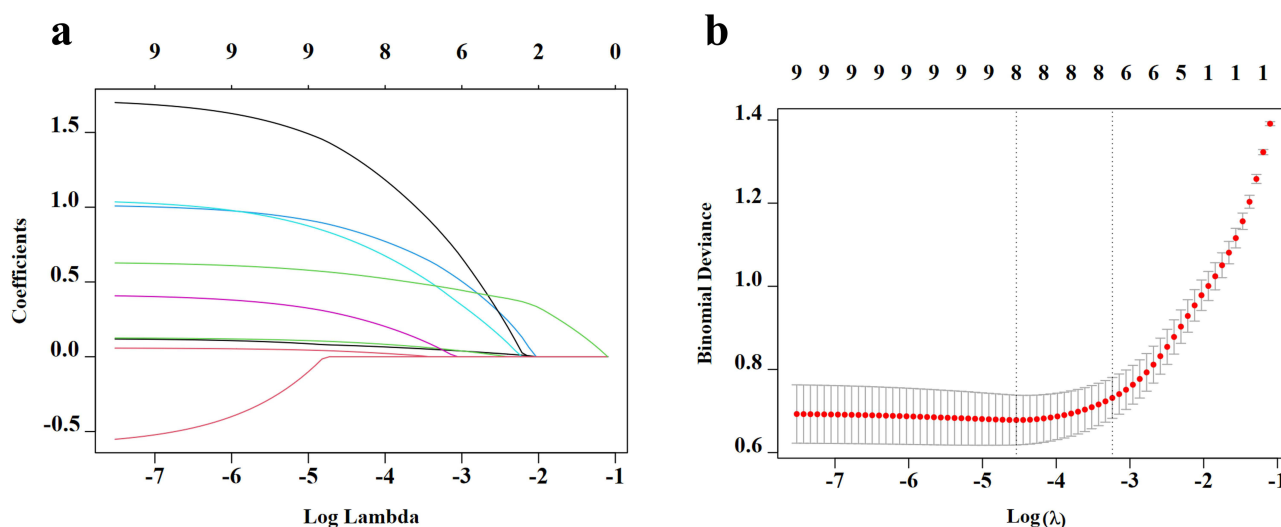 a
9 9 9 8 6 2 0
1.5
1.0
0.5
0.0
-0.5
Coefficients
-7 -6 -5 -4 -3 -2 -1
Log Lambda
b
9 9 9 9 9 9 9 9 8 8 8 8 6 6 5 1 1 1
1.4
1.2
1.0
0.8
0.6
Binomial Deviance
-7 -6 -5 -4 -3 -2 -1
Log(λ)